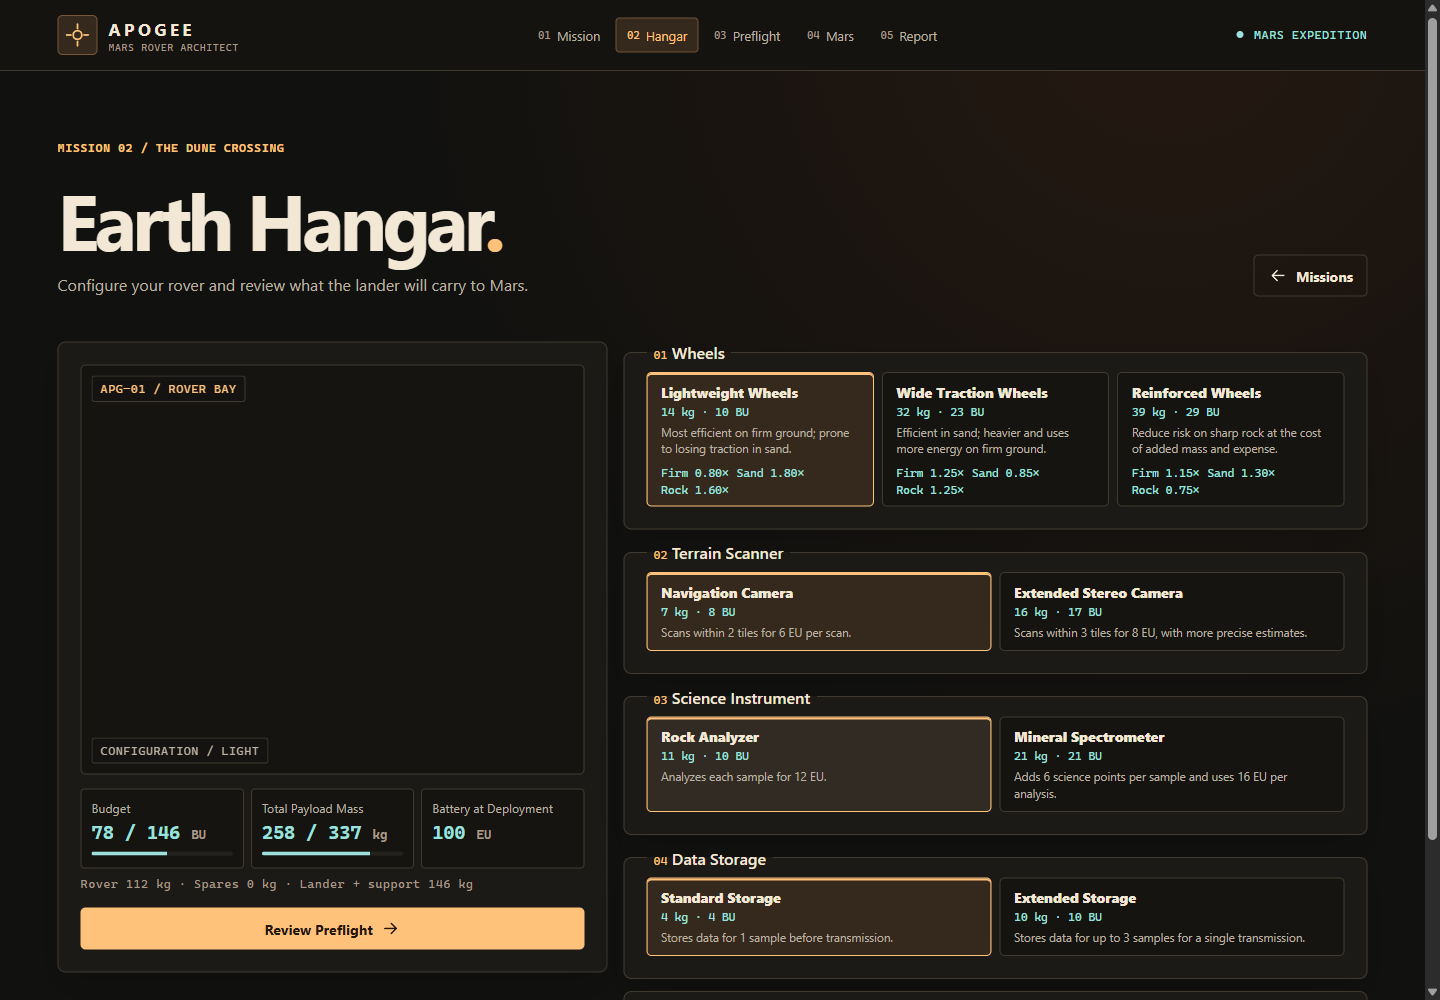 APOGEE
MARS ROVER ARCHITECT
01 Mission
02 Hangar
03 Preflight
04 Mars
05 Report
MARS EXPEDITION
MISSION 02 / THE DUNE CROSSING
Earth Hangar.
Configure your rover and review what the lander will carry to Mars.
← Missions
APG-01 / ROVER BAY
CONFIGURATION / LIGHT
Budget
78 / 146 BU
Total Payload Mass
258 / 337 kg
Battery at Deployment
100 EU
Rover 112 kg · Spares 0 kg · Lander + support 146 kg
Review Preflight →
01 Wheels
Lightweight Wheels
14 kg · 10 BU
Most efficient on firm ground; prone
to losing traction in sand.
Firm 0.80× Sand 1.80×
Rock 1.60×
Wide Traction Wheels
32 kg · 23 BU
Efficient in sand; heavier and uses
more energy on firm ground.
Firm 1.25× Sand 0.85×
Rock 1.25×
Reinforced Wheels
39 kg · 29 BU
Reduce risk on sharp rock at the cost
of added mass and expense.
Firm 1.15× Sand 1.30×
Rock 0.75×
02 Terrain Scanner
Navigation Camera
7 kg · 8 BU
Scans within 2 tiles for 6 EU per scan.
Extended Stereo Camera
16 kg · 17 BU
Scans within 3 tiles for 8 EU, with more precise estimates.
03 Science Instrument
Rock Analyzer
11 kg · 10 BU
Analyzes each sample for 12 EU.
Mineral Spectrometer
21 kg · 21 BU
Adds 6 science points per sample and uses 16 EU per
analysis.
04 Data Storage
Standard Storage
4 kg · 4 BU
Stores data for 1 sample before transmission.
Extended Storage
10 kg · 10 BU
Stores data for up to 3 samples for a single transmission.